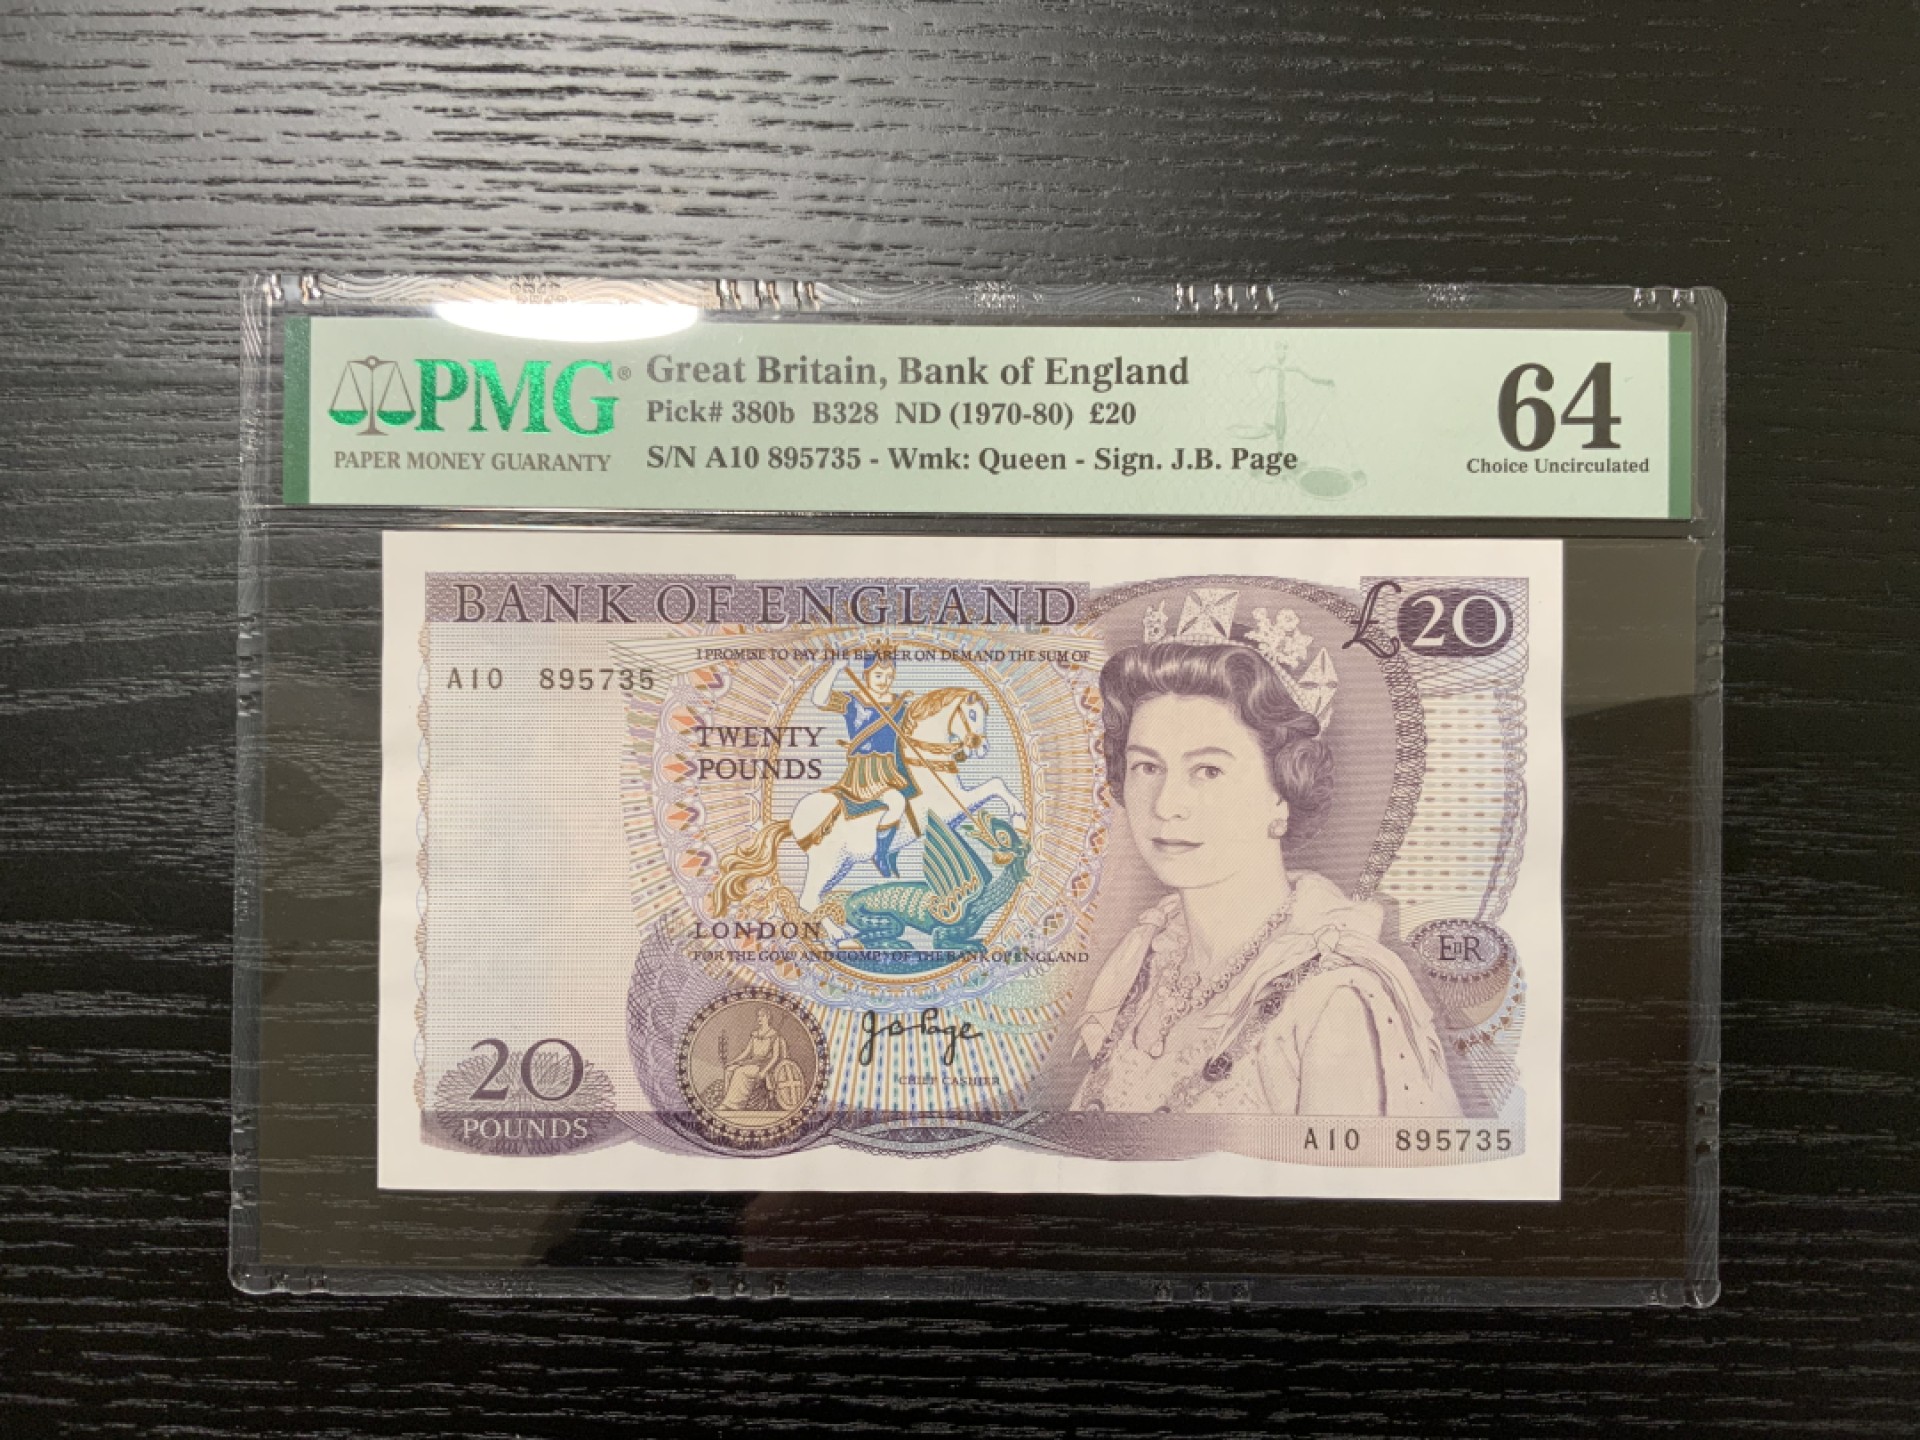 PMG®
PAPER MONEY GUARANTY
Great Britain, Bank of England
Pick# 380b B328 ND (1970-80) £20
S/N A10 895735 - Wmk: Queen - Sign. J.B. Page
64
Choice Uncirculated
BANK OF ENGLAND
£20
I PROMISE TO PAY THE BEARER ON DEMAND THE SUM OF
A10 895735
TWENTY
POUNDS
LONDON
FOR THE GOVR AND COMPA OF THE BANK OF ENGLAND
EIIR
J B Page
CHIEF CASHIER
20
POUNDS
A10 895735